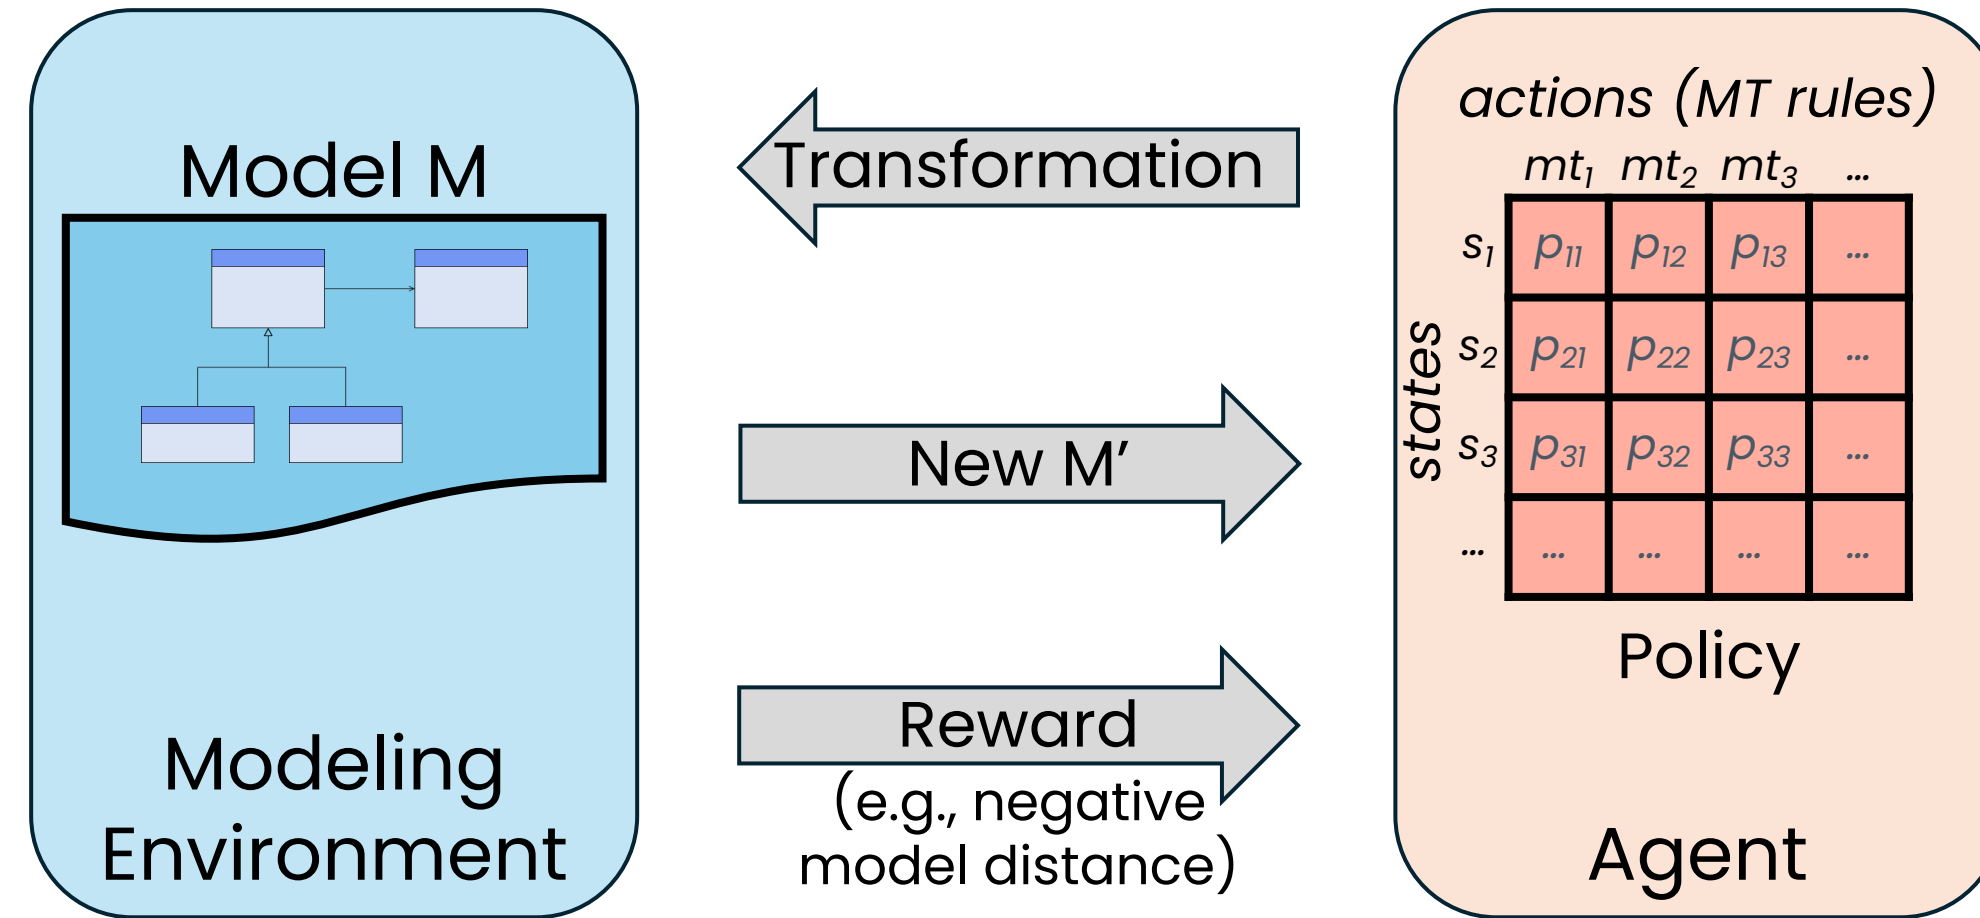 Model M
Modeling
Environment
Transformation
New M’
Reward
(e.g., negative
model distance)
actions (MT rules)
mt₁ mt₂ mt₃ ...
states
s₁ p₁₁ p₁₂ p₁₃ ...
s₂ p₂₁ p₂₂ p₂₃ ...
s₃ p₃₁ p₃₂ p₃₃ ...
... ... ... ... ...
Policy
Agent